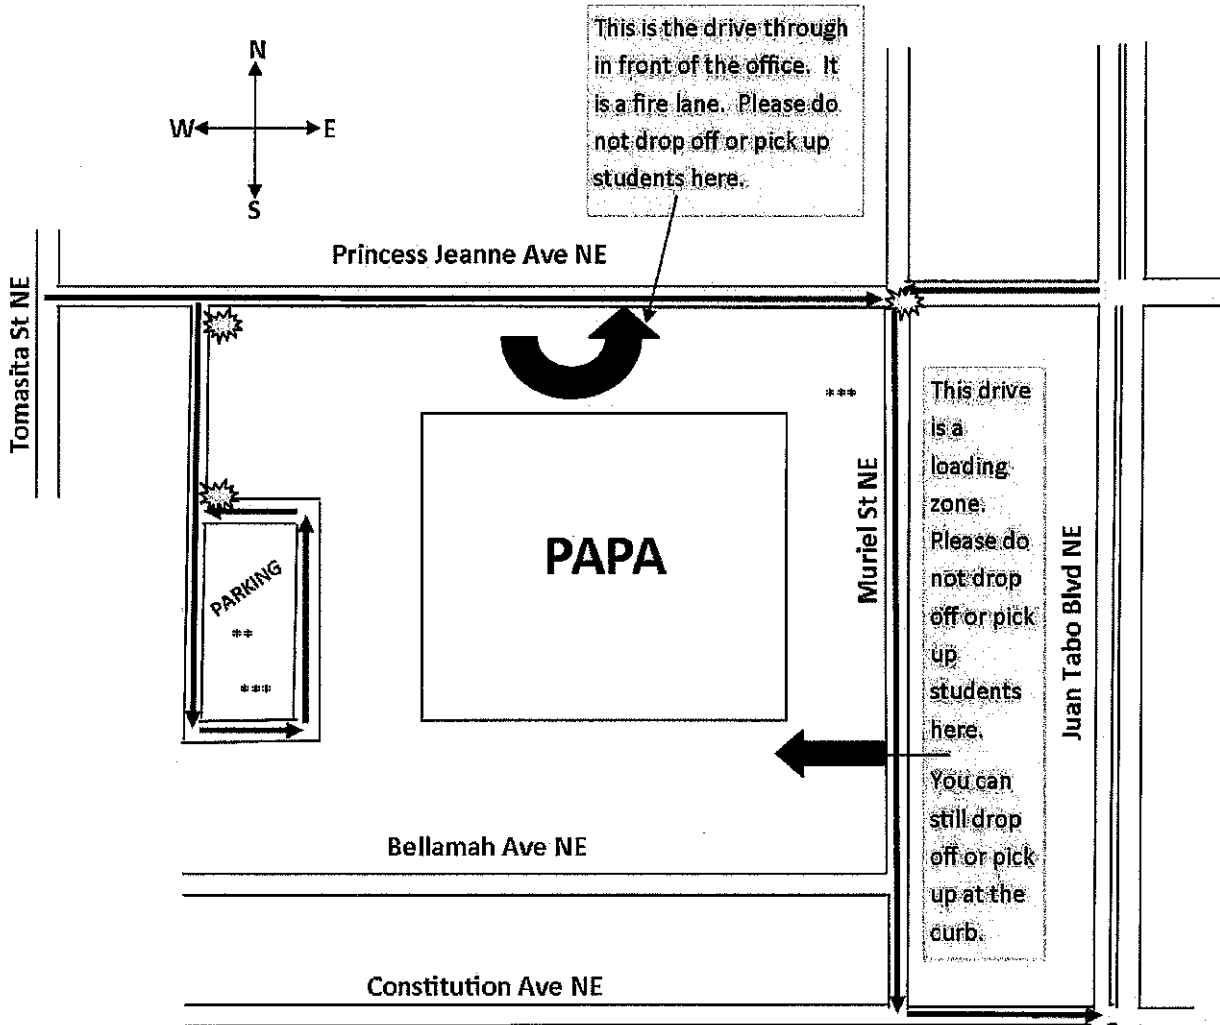 This is the drive through
in front of the office. It
is a fire lane. Please do
not drop off or pick up
students here.
N
W
E
S
Princess Jeanne Ave NE
Tomasita St NE
***
This drive
is a
loading
zone.
Please do
not drop
off or pick
up
students
here.
You can
still drop
off or pick
up at the
curb.
Muriel St NE
Juan Tabo Blvd NE
PAPA
PARKING
**
***
Bellamah Ave NE
Constitution Ave NE